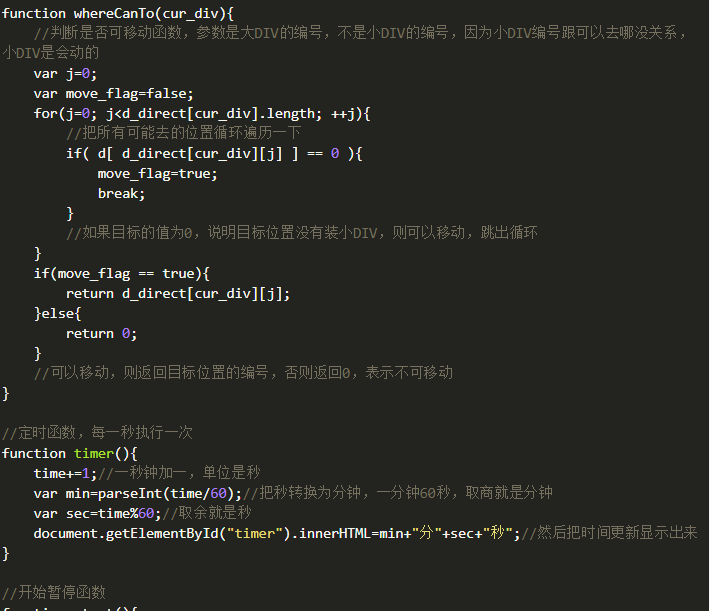 function whereCanTo(cur_div){
//判断是否可移动函数，参数是大DIV的编号，不是小DIV的编号，因为小DIV编号跟可以去哪没关系，
小DIV是会动的
var j=0;
var move_flag=false;
for(j=0; j<d_direct[cur_div].length; ++j){
//把所有可能去的位置循环遍历一下
if( d[ d_direct[cur_div][j] ] == 0 ){
move_flag=true;
break;
}
//如果目标的值为0，说明目标位置没有装小DIV，则可以移动，跳出循环
}
if(move_flag == true){
return d_direct[cur_div][j];
}else{
return 0;
}
//可以移动，则返回目标位置的编号，否则返回0，表示不可移动
}
//定时函数，每一秒执行一次
function timer(){
time+=1;//一秒钟加一，单位是秒
var min=parseInt(time/60);//把秒转换为分钟，一分钟60秒，取商就是分钟
var sec=time%60;//取余就是秒
document.getElementById("timer").innerHTML=min+"分"+sec+"秒";//然后把时间更新显示出来
}
//开始暂停函数